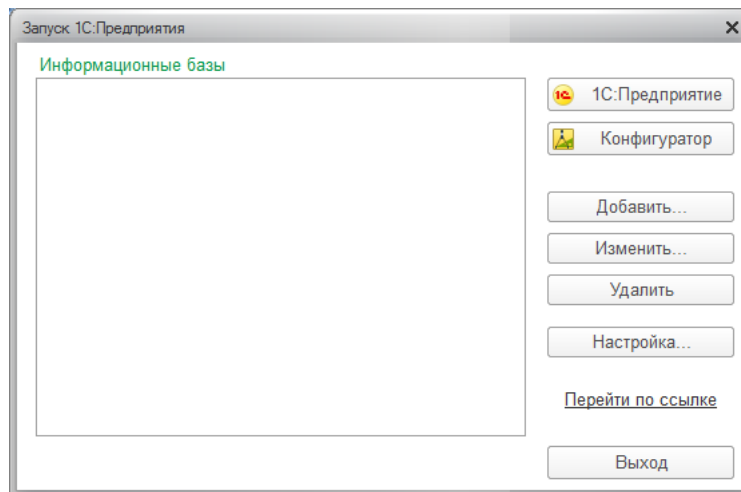 Запуск 1С:Предприятия
Информационные базы
1С:Предприятие
Конфигуратор
Добавить...
Изменить...
Удалить
Настройка...
Перейти по ссылке
Выход